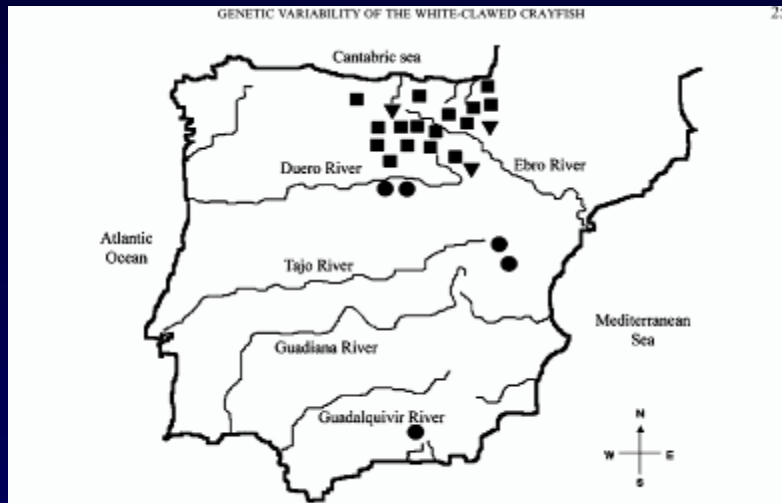 GENETIC VARIABILITY OF THE WHITE-CLAWED CRAYFISH
Cantabric sea
Duero River
Ebro River
Atlantic
Ocean
Tajo River
Mediterranean
Sea
Guadiana River
Guadalquivir River
N
W E
S